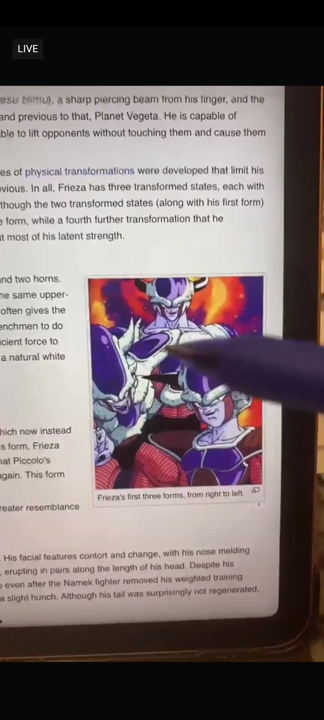 LIVE
a sharp piercing beam from his finger, and the
and previous to that, Planet Vegeta. He is capable of
ble to lift opponents without touching them and cause them
es of physical transformations were developed that limit his
vious. In all, Frieza has three transformed states, each with
though the two transformed states (along with his first form)
e form, while a fourth further transformation that he
t most of his latent strength.
nd two horns.
he same upper-
often gives the
enchmen to do
icient force to
a natural white
hich now instead
s form, Frieza
hat Piccolo's
again. This form
Frieza's first three forms, from right to left.
reater resemblance
His facial features contort and change, with his nose melding
, erupting in pairs along the length of his head. Despite his
even after the Namek fighter removed his weighted training
a slight hunch. Although his tail was surprisingly not regenerated,